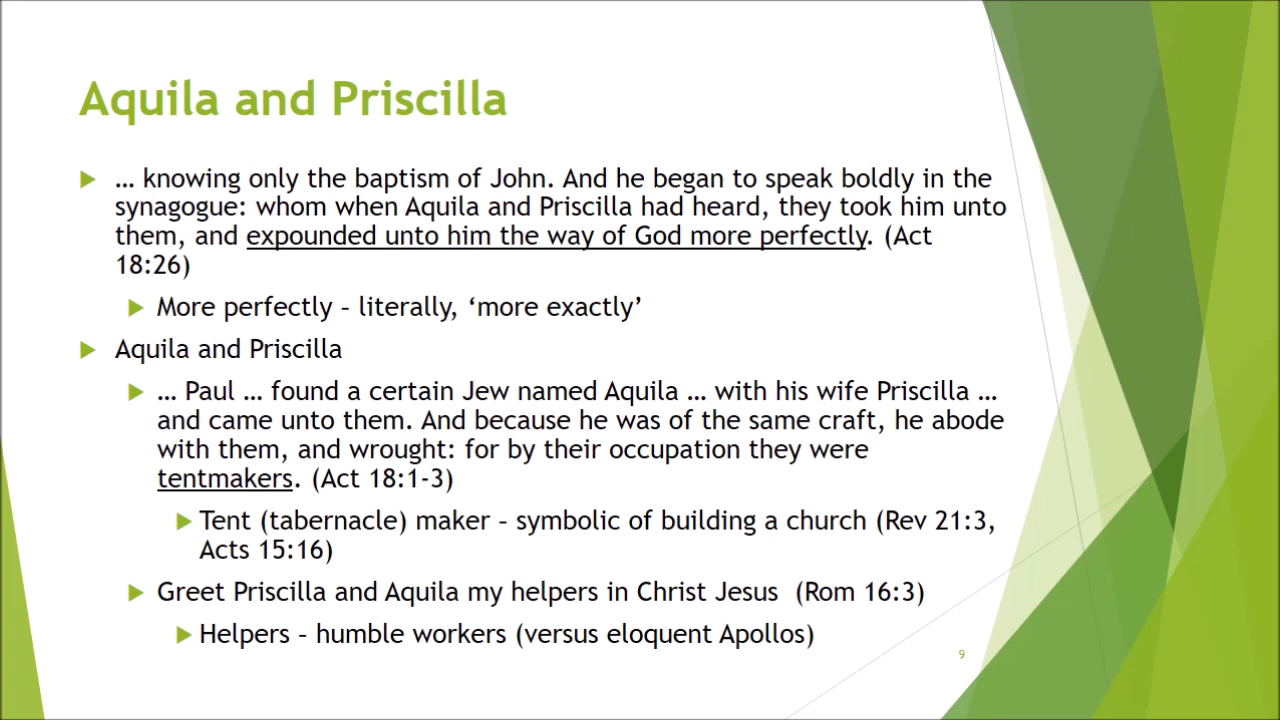 Aquila and Priscilla
… knowing only the baptism of John. And he began to speak boldly in the
synagogue: whom when Aquila and Priscilla had heard, they took him unto
them, and expounded unto him the way of God more perfectly. (Act
18:26)
More perfectly – literally, ‘more exactly’
Aquila and Priscilla
… Paul … found a certain Jew named Aquila … with his wife Priscilla …
and came unto them. And because he was of the same craft, he abode
with them, and wrought: for by their occupation they were
tentmakers. (Act 18:1-3)
Tent (tabernacle) maker – symbolic of building a church (Rev 21:3,
Acts 15:16)
Greet Priscilla and Aquila my helpers in Christ Jesus  (Rom 16:3)
Helpers – humble workers (versus eloquent Apollos)
9